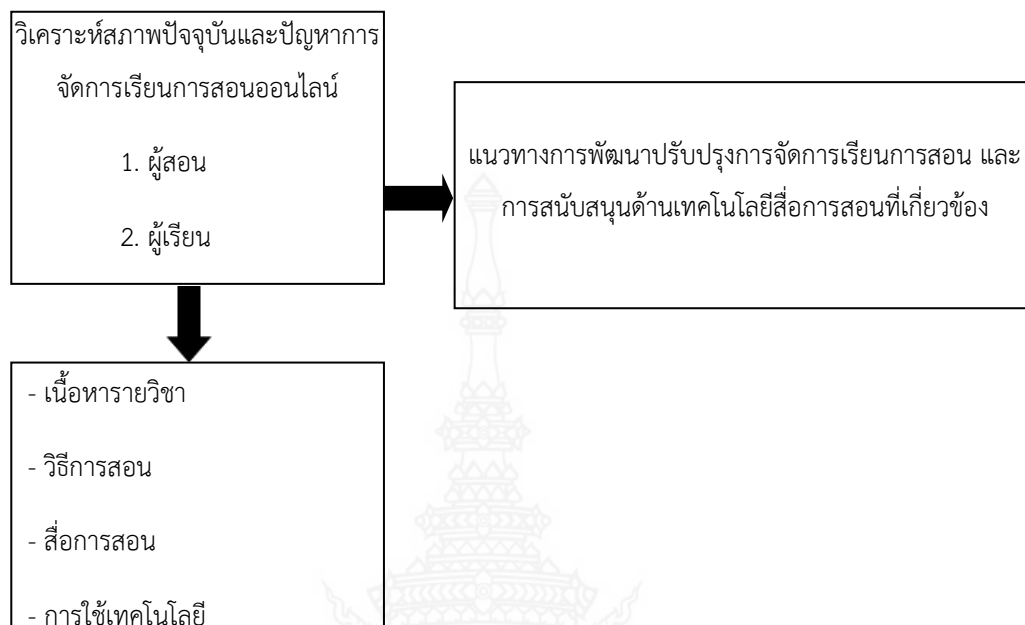 วิเคราะห์สภาพปัจจุบันและปัญหาการ
จัดการเรียนการสอนออนไลน์
1. ผู้สอน
2. ผู้เรียน
แนวทางการพัฒนาปรับปรุงการจัดการเรียนการสอน และ
การสนับสนุนด้านเทคโนโลยีสื่อการสอนที่เกี่ยวข้อง
- เนื้อหารายวิชา
- วิธีการสอน
- สื่อการสอน
- การใช้เทคโนโลยี